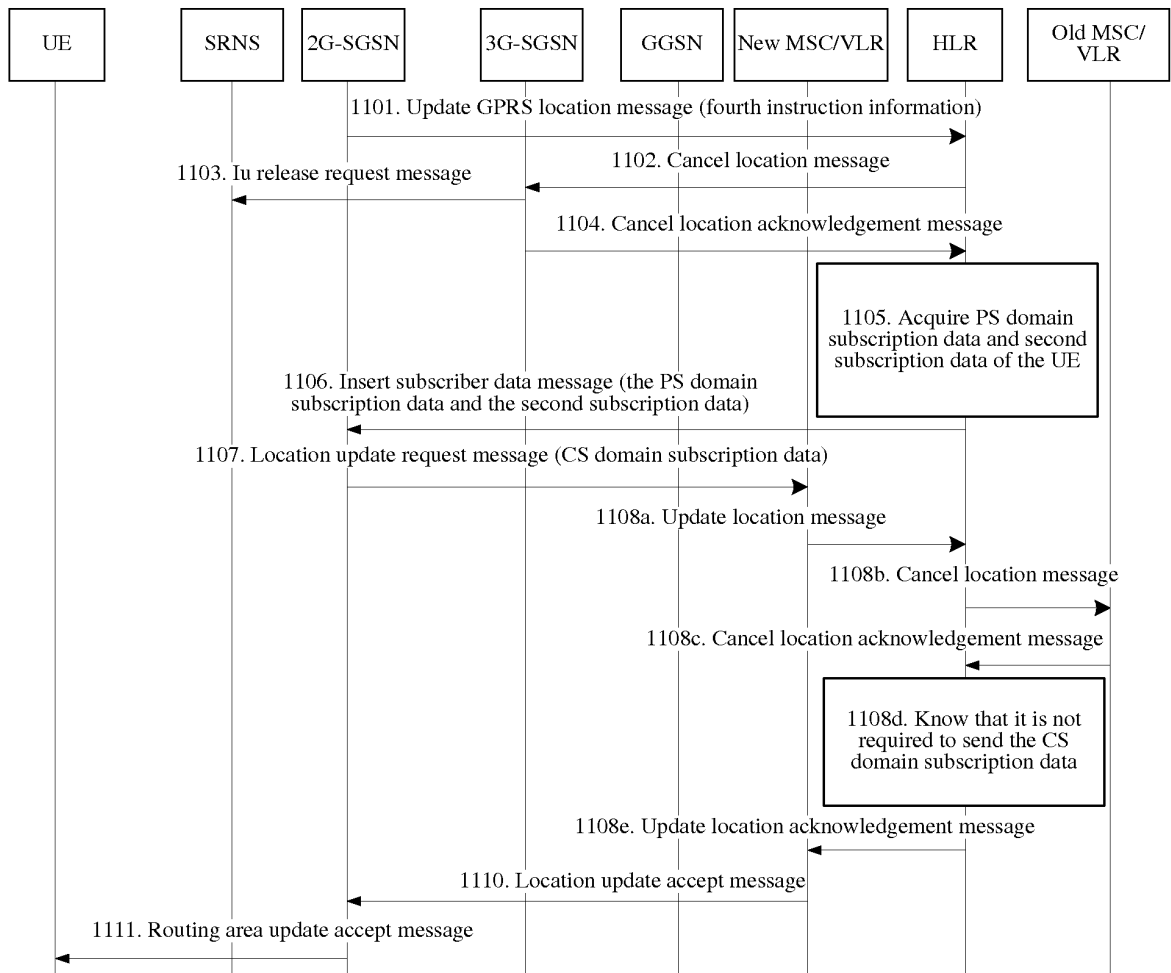 UE
SRNS
2G-SGSN
3G-SGSN
GGSN
New MSC/VLR
HLR
Old MSC/
VLR
1101. Update GPRS location message (fourth instruction information)
1102. Cancel location message
1103. Iu release request message
1104. Cancel location acknowledgement message
1105. Acquire PS domain
subscription data and second
subscription data of the UE
1106. Insert subscriber data message (the PS domain
subscription data and the second subscription data)
1107. Location update request message (CS domain subscription data)
1108a. Update location message
1108b. Cancel location message
1108c. Cancel location acknowledgement message
1108d. Know that it is not
required to send the CS
domain subscription data
1108e. Update location acknowledgement message
1110. Location update accept message
1111. Routing area update accept message